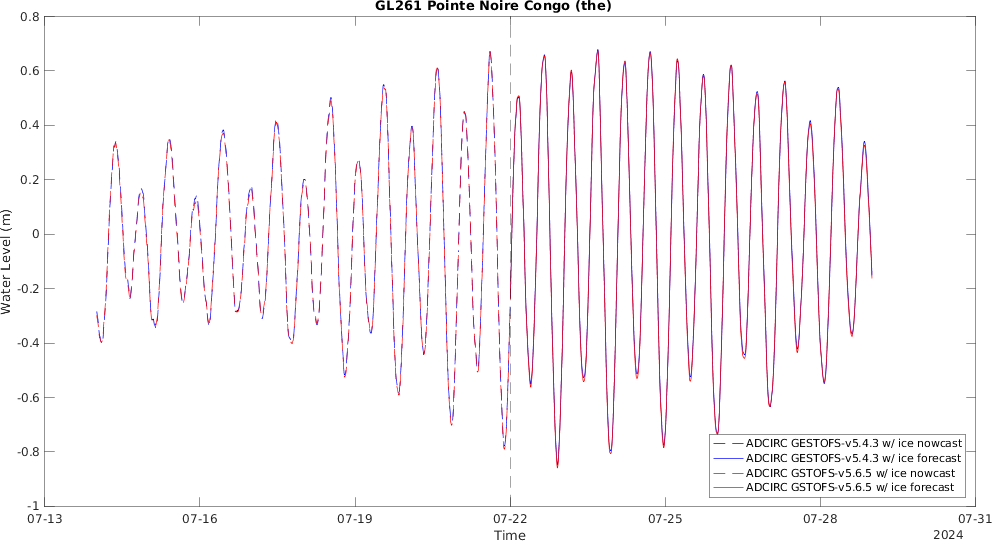 GL261 Pointe Noire Congo (the)
0.8
0.6
0.4
0.2
0
-0.2
-0.4
-0.6
-0.8
-1
Water Level (m)
ADCIRC GESTOFS-v5.4.3 w/ ice nowcast
ADCIRC GESTOFS-v5.4.3 w/ ice forecast
ADCIRC GSTOFS-v5.6.5 w/ ice nowcast
ADCIRC GSTOFS-v5.6.5 w/ ice forecast
07-13 07-16 07-19 07-22 07-25 07-28 07-31
Time
2024